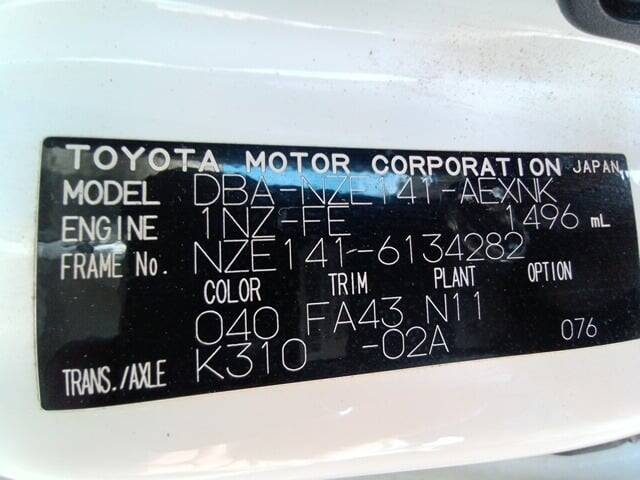 TOYOTA MOTOR CORPORATION JAPAN
MODEL DBA-NZE141-AEXNK
ENGINE 1NZ-FE 1496 mL
FRAME No. NZE141-6134282
COLOR TRIM PLANT OPTION
040 FA43 N11
TRANS./AXLE K310 -02A 076